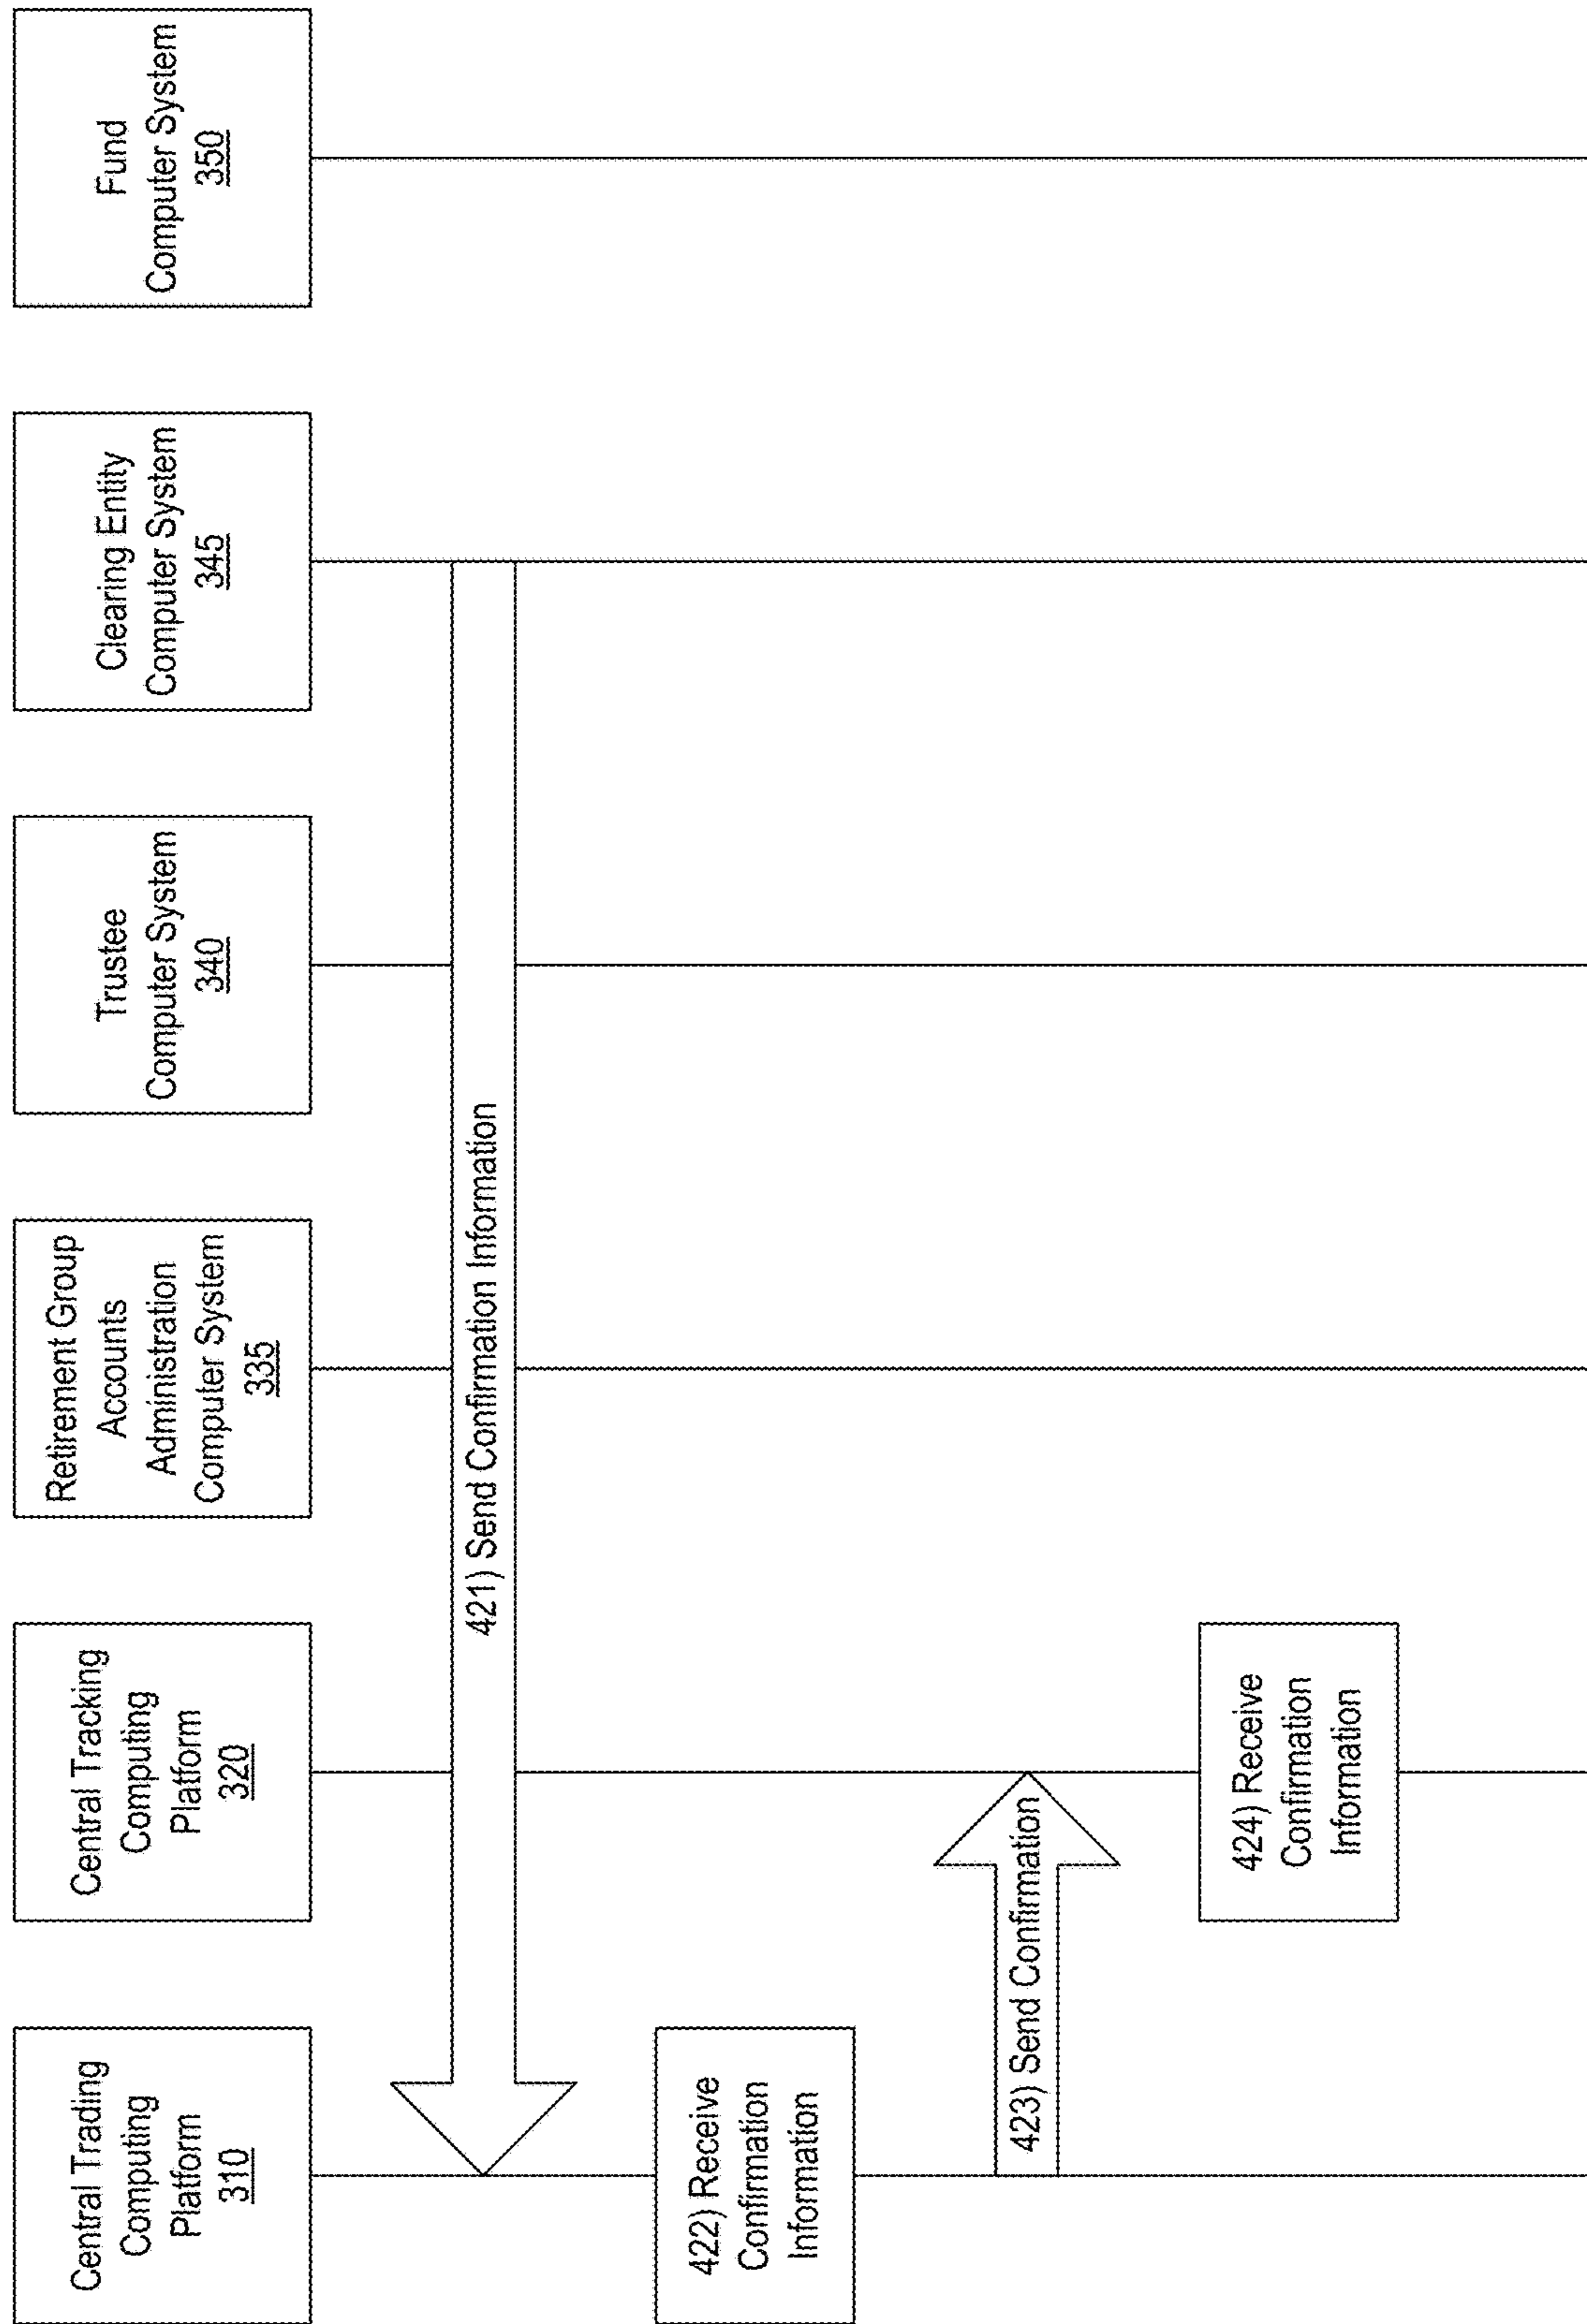 Central Trading
Computing
Platform
310
Central Tracking
Computing
Platform
320
Retirement Group
Accounts
Administration
Computer System
335
Trustee
Computer System
340
Clearing Entity
Computer System
345
Fund
Computer System
350
421) Send Confirmation Information
422) Receive
Confirmation
Information
423) Send Confirmation
424) Receive
Confirmation
Information